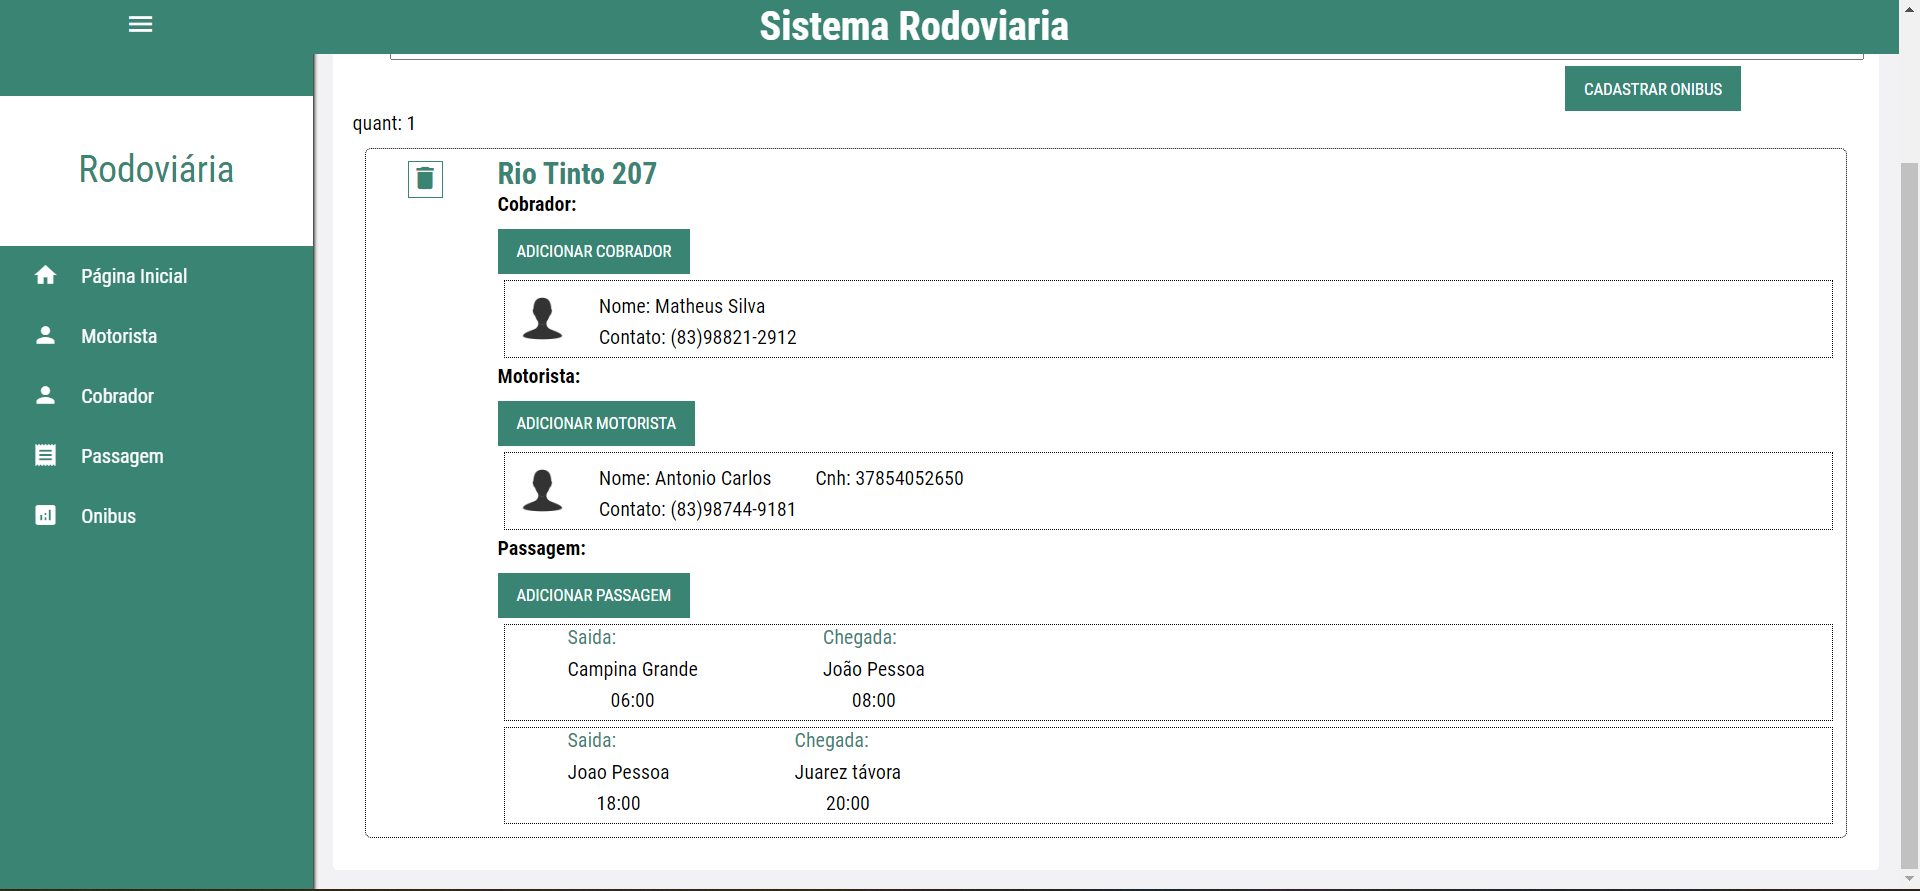 Sistema Rodoviaria
Rodoviária
Página Inicial
Motorista
Cobrador
Passagem
Onibus
CADASTRAR ONIBUS
quant: 1
Rio Tinto 207
Cobrador:
ADICIONAR COBRADOR
Nome: Matheus Silva
Contato: (83)98821-2912
Motorista:
ADICIONAR MOTORISTA
Nome: Antonio Carlos Cnh: 37854052650
Contato: (83)98744-9181
Passagem:
ADICIONAR PASSAGEM
Saida: Chegada:
Campina Grande João Pessoa
06:00 08:00
Saida: Chegada:
Joao Pessoa Juarez távora
18:00 20:00